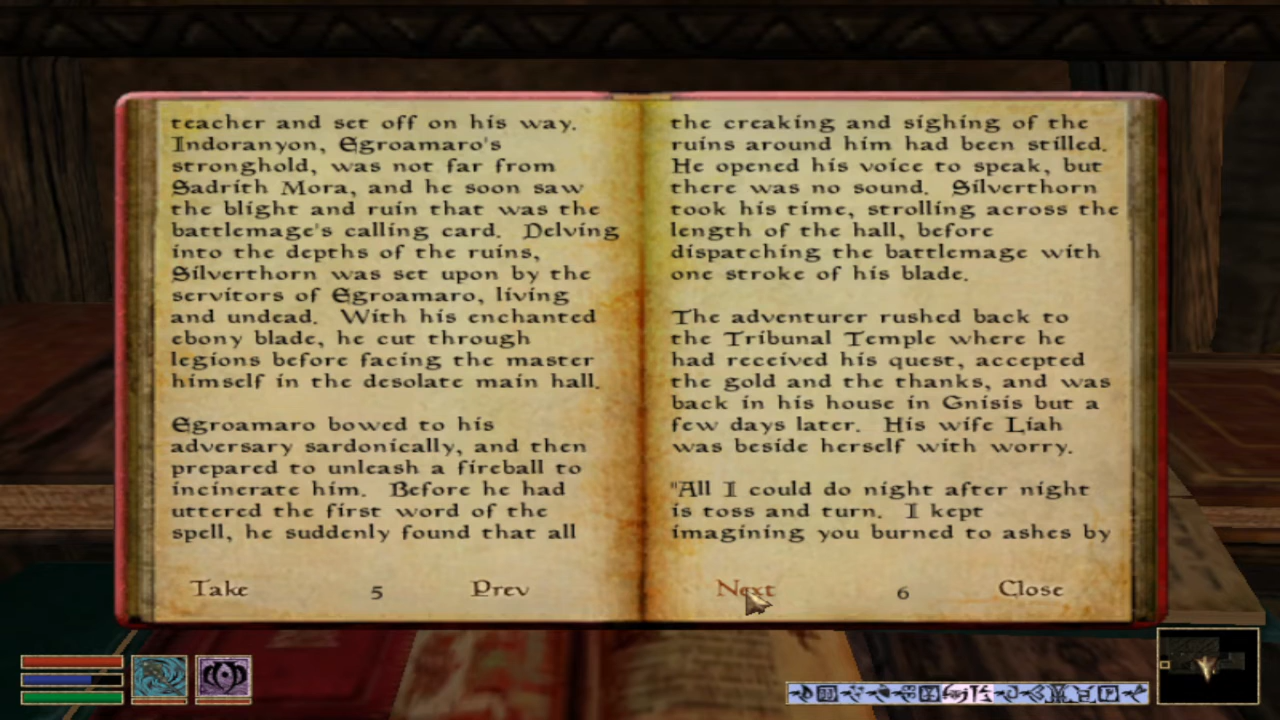 teacher and set off on his way.
Indoranyon, Egroamaro's
stronghold, was not far from
Sadrith Mora, and he soon saw
the blight and ruin that was the
battlemage's calling card.  Delving
into the depths of the ruins,
Silverthorn was set upon by the
servitors of Egroamaro, living
and undead.  With his enchanted
ebony blade, he cut through
legions before facing the master
himself in the desolate main hall.
Egroamaro bowed to his
adversary sardonically, and then
prepared to unleash a fireball to
incinerate him.  Before he had
uttered the first word of the
spell, he suddenly found that all
Take 5 Prev
the creaking and sighing of the
ruins around him had been stilled.
He opened his voice to speak, but
there was no sound.  Silverthorn
took his time, strolling across the
length of the hall, before
dispatching the battlemage with
one stroke of his blade.
The adventurer rushed back to
the Tribunal Temple where he
had received his quest, accepted
the gold and the thanks, and was
back in his house in Gnisis but a
few days later.  His wife Liah
was beside herself with worry.
"All I could do night after night
is toss and turn.  I kept
imagining you burned to ashes by
Next 6 Close